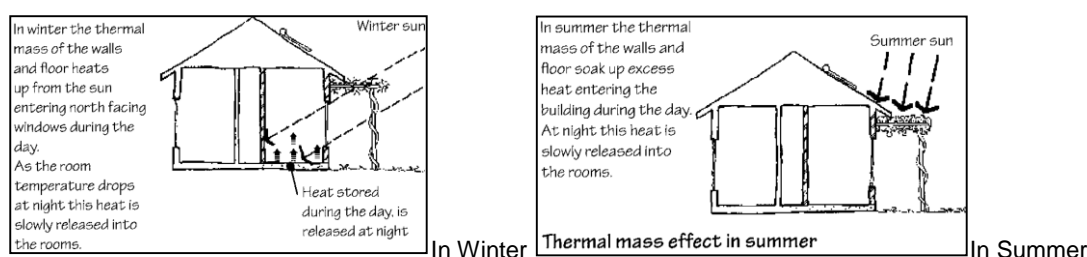 In winter the thermal
mass of the walls
and floor heats
up from the sun
entering north facing
windows during the
day.
As the room
temperature drops
at night this heat is
slowly released into
the rooms.
Winter sun
Heat stored
during the day, is
released at night
In Winter
In summer the thermal
mass of the walls and
floor soak up excess
heat entering the
building during the day.
At night this heat is
slowly released into
the rooms.
Summer sun
Thermal mass effect in summer
In Summer